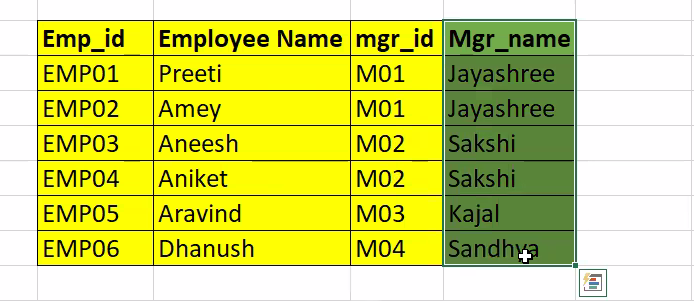 Emp_id Employee Name mgr_id Mgr_name
EMP01 Preeti M01 Jayashree
EMP02 Amey M01 Jayashree
EMP03 Aneesh M02 Sakshi
EMP04 Aniket M02 Sakshi
EMP05 Aravind M03 Kajal
EMP06 Dhanush M04 Sandhya